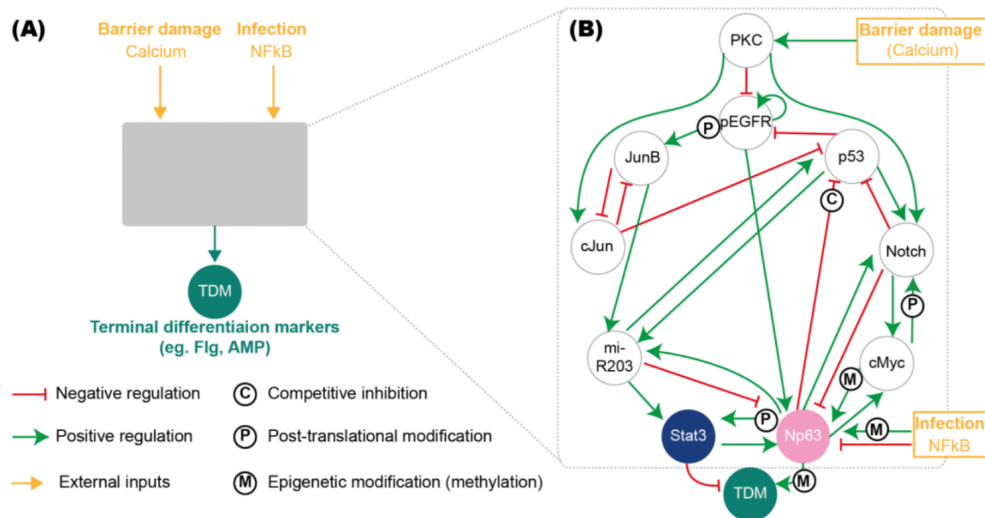 (A)
Barrier damage
Calcium
Infection
NFkB
TDM
Terminal differentiaion markers
(eg. Flg, AMP)
Negative regulation
Positive regulation
External inputs
C Competitive inhibition
P Post-translational modification
M Epigenetic modification (methylation)
(B)
PKC
Barrier damage
(Calcium)
pEGFR
P
JunB
p53
C
cJun
Notch
P
mi-
R203
cMyc
M
P
Stat3
Np63
M
Infection
NFkB
M
TDM